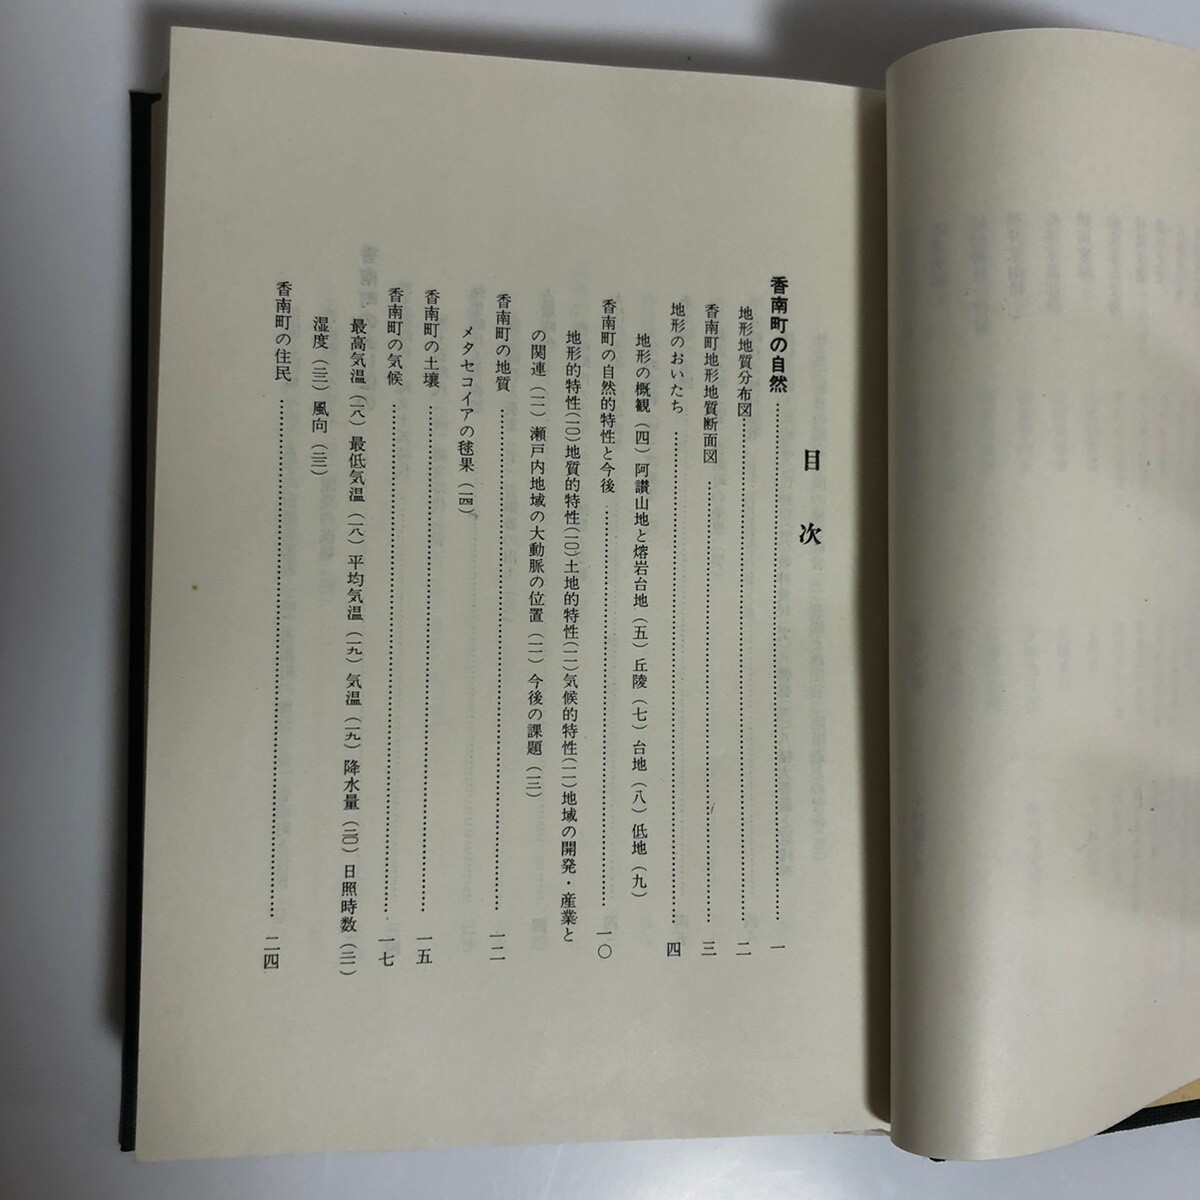 目次
香南町の自然……一
地形地質分布図……二
香南町地形地質断面図……三
地形のおいたち……四
地形の概観(四)阿讃山地と熔岩台地(五)丘陵(七)台地(八)低地(九)
香南町の自然的特性と今後……一〇
地形的特性(一〇)地質的特性(一〇)土地的特性(一一)気候的特性(一一)地域の開発・産業と
の関連(一一)瀬戸内地域の大動脈の位置(一一)今後の課題(一三)
香南町の地質……一二
メタセコイアの毬果(一四)
香南町の土壌……一五
香南町の気候……一七
最高気温(一八)最低気温(一八)平均気温(一九)気温(一九)降水量(二〇)日照時数(二一)
湿度(二三)風向(二三)
香南町の住民……二四